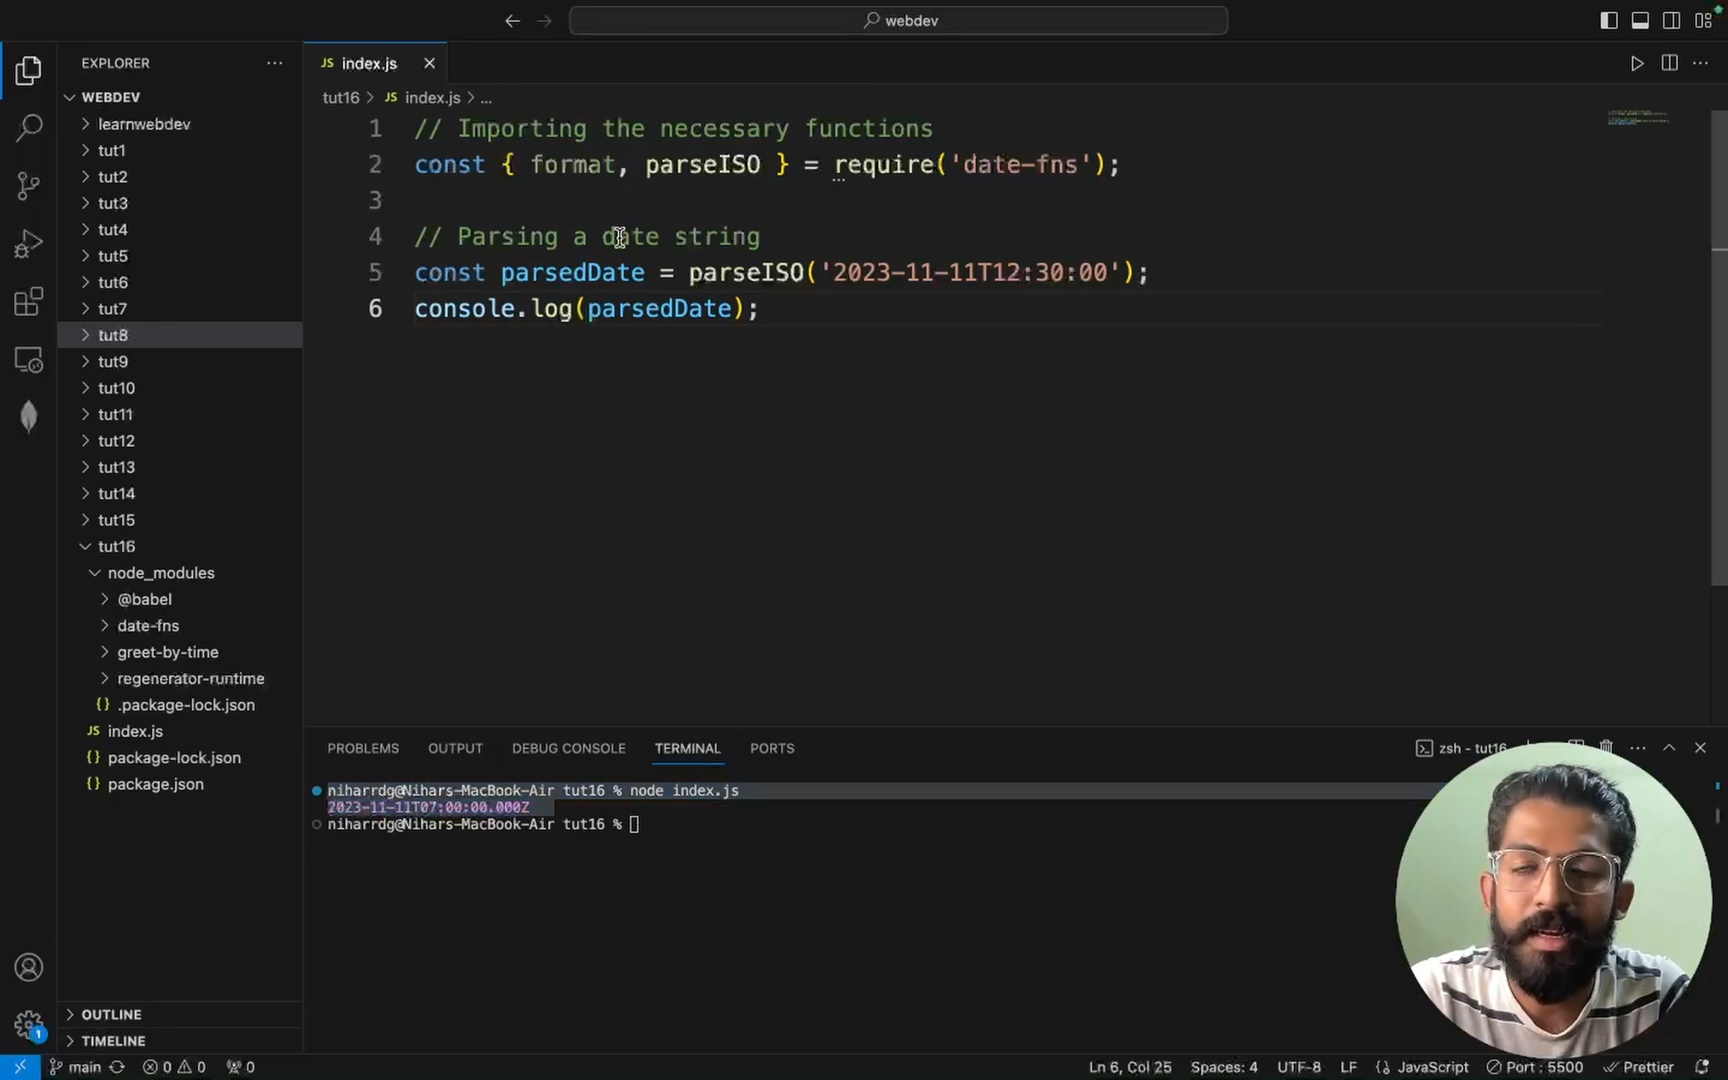 webdev
EXPLORER
WEBDEV
learnwebdev
tut1
tut2
tut3
tut4
tut5
tut6
tut7
tut8
tut9
tut10
tut11
tut12
tut13
tut14
tut15
tut16
node_modules
@babel
date-fns
greet-by-time
regenerator-runtime
{} .package-lock.json
JS index.js
{} package-lock.json
{} package.json
OUTLINE
TIMELINE
JS index.js
tut16 > JS index.js > ...
1 // Importing the necessary functions
2 const { format, parseISO } = require('date-fns');
3
4 // Parsing a date string
5 const parsedDate = parseISO('2023-11-11T12:30:00');
6 console.log(parsedDate);
PROBLEMS OUTPUT DEBUG CONSOLE TERMINAL PORTS
zsh - tut16
niharrdg@Nihars-MacBook-Air tut16 % node index.js
2023-11-11T07:00:00.000Z
niharrdg@Nihars-MacBook-Air tut16 %
1
main 0 0 0 Ln 6, Col 25 Spaces: 4 UTF-8 LF {} JavaScript Port : 5500 Prettier